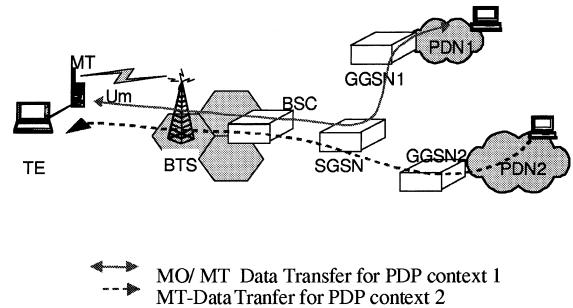 PDN1
GGSN1
MT
Um
BSC
TE
BTS
SGSN
GGSN2
PDN2
MO/ MT Data Transfer for PDP context 1
MT-Data Tranfer for PDP context 2